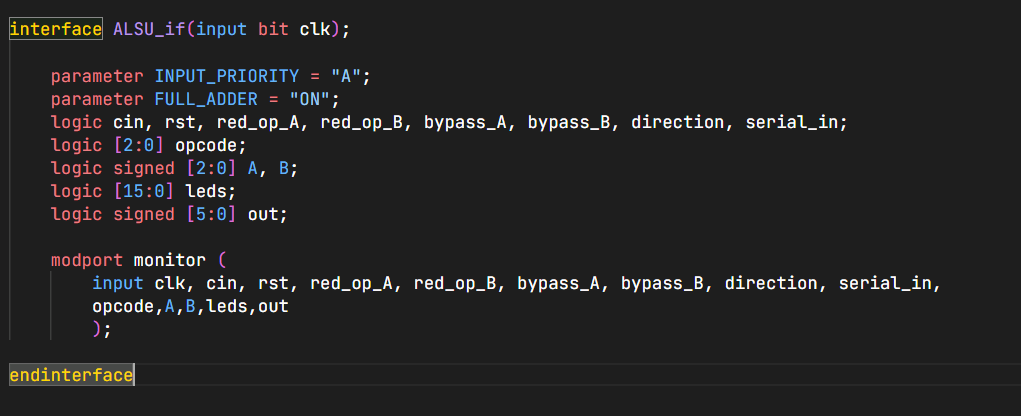 interface ALSU_if(input bit clk);
parameter INPUT_PRIORITY = "A";
parameter FULL_ADDER = "ON";
logic cin, rst, red_op_A, red_op_B, bypass_A, bypass_B, direction, serial_in;
logic [2:0] opcode;
logic signed [2:0] A, B;
logic [15:0] leds;
logic signed [5:0] out;
modport monitor (
input clk, cin, rst, red_op_A, red_op_B, bypass_A, bypass_B, direction, serial_in,
opcode,A,B,leds,out
);
endinterface